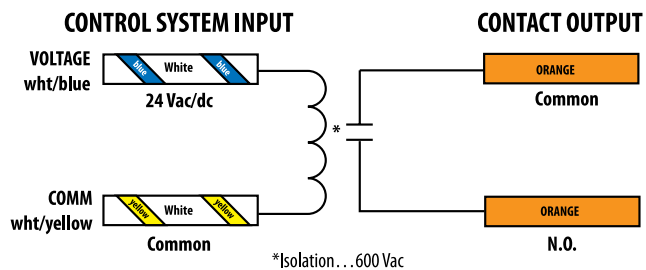 CONTROL SYSTEM INPUT
CONTACT OUTPUT
VOLTAGE
wht/blue
blue White blue
24 Vac/dc
ORANGE
Common
*
COMM
wht/yellow
yellow White yellow
Common
ORANGE
N.O.
*Isolation...600 Vac